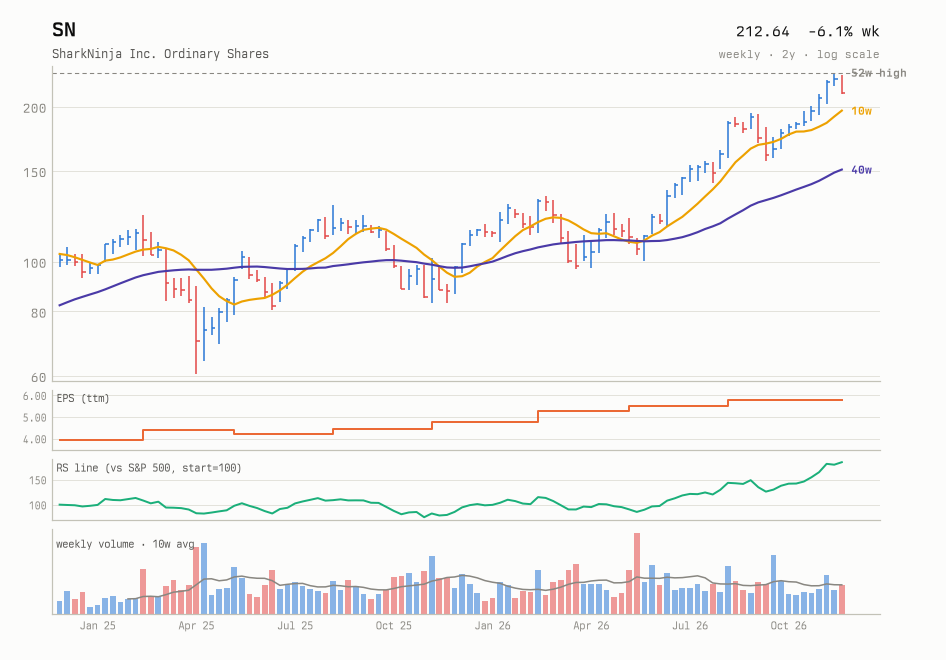 SN
212.64  -6.1% wk
SharkNinja Inc. Ordinary Shares
weekly · 2y · log scale
52w high
200
10w
150
40w
100
80
60
6.00
EPS (ttm)
5.00
4.00
RS line (vs S&P 500, start=100)
150
100
weekly volume · 10w avg
Jan 25
Apr 25
Jul 25
Oct 25
Jan 26
Apr 26
Jul 26
Oct 26